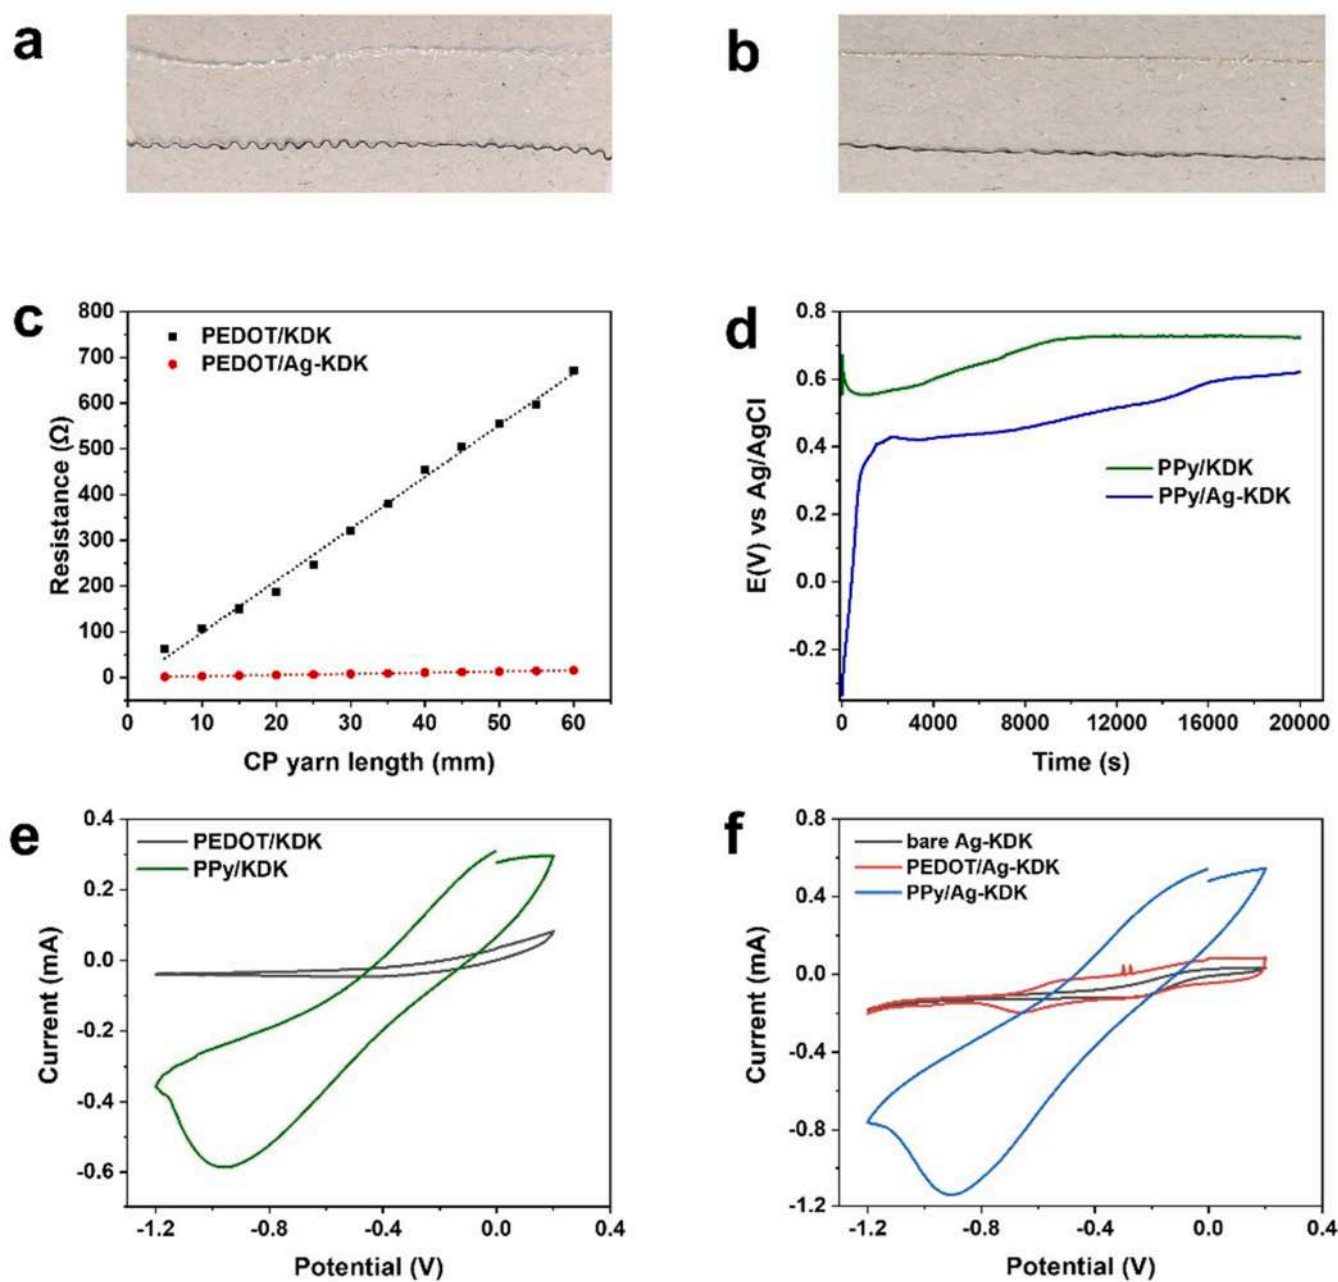 a
b
c
800
700
600
500
400
300
200
100
0
Resistance (Ω)
PEDOT/KDK
PEDOT/Ag-KDK
0 10 20 30 40 50 60
CP yarn length (mm)
d
0.8
0.6
0.4
0.2
0.0
-0.2
E(V) vs Ag/AgCl
PPy/KDK
PPy/Ag-KDK
0 4000 8000 12000 16000 20000
Time (s)
e
0.4
0.2
0.0
-0.2
-0.4
-0.6
Current (mA)
PEDOT/KDK
PPy/KDK
-1.2 -0.8 -0.4 0.0 0.4
Potential (V)
f
0.8
0.4
0.0
-0.4
-0.8
-1.2
Current (mA)
bare Ag-KDK
PEDOT/Ag-KDK
PPy/Ag-KDK
-1.2 -0.8 -0.4 0.0 0.4
Potential (V)